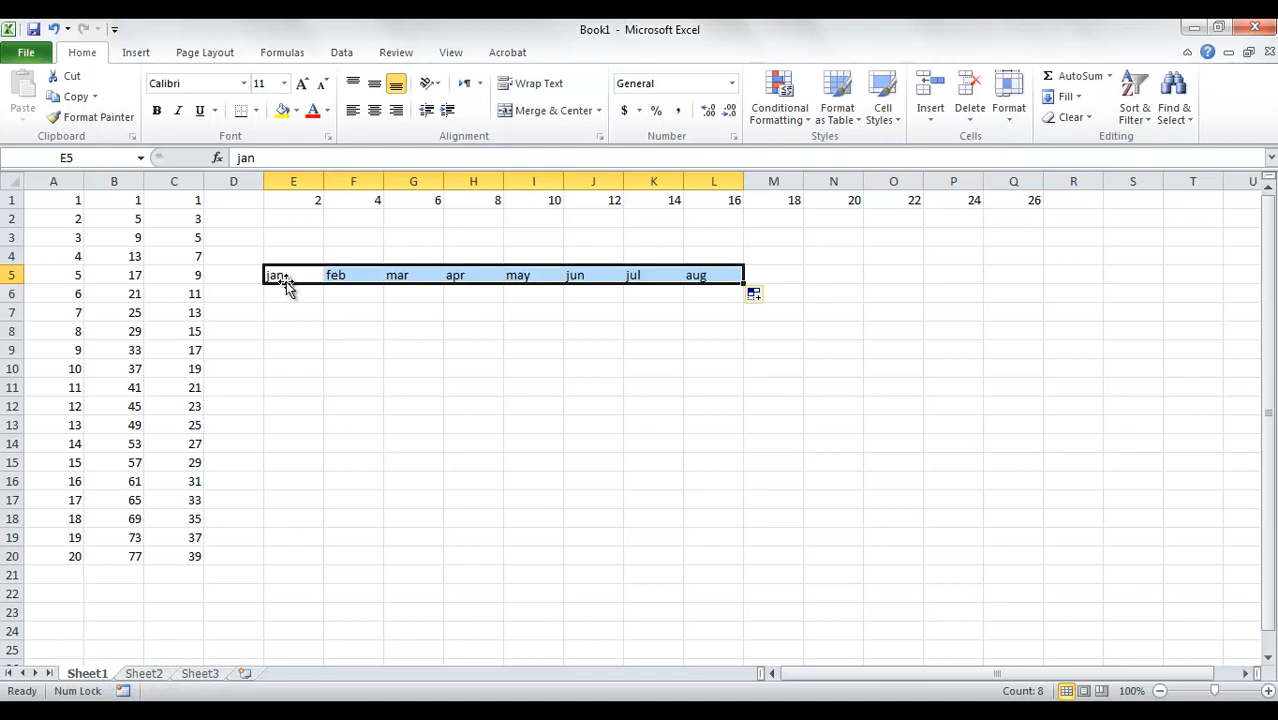 Book1 - Microsoft Excel
File Home Insert Page Layout Formulas Data Review View Acrobat
Cut Calibri 11 Wrap Text General AutoSum
Copy Fill
Paste Format Painter Merge & Center $ % , Conditional Formatting Format as Table Cell Styles Insert Delete Format Clear Sort & Filter Find & Select
Clipboard Font Alignment Number Styles Cells Editing
E5 fx jan
A B C D E F G H I J K L M N O P Q R S T U
1 1 1 1 2 4 6 8 10 12 14 16 18 20 22 24 26
2 2 5 3
3 3 9 5
4 4 13 7
5 5 17 9 jan feb mar apr may jun jul aug
6 6 21 11
7 7 25 13
8 8 29 15
9 9 33 17
10 10 37 19
11 11 41 21
12 12 45 23
13 13 49 25
14 14 53 27
15 15 57 29
16 16 61 31
17 17 65 33
18 18 69 35
19 19 73 37
20 20 77 39
21
22
23
24
25
Sheet1 Sheet2 Sheet3
Ready Num Lock Count: 8 100%